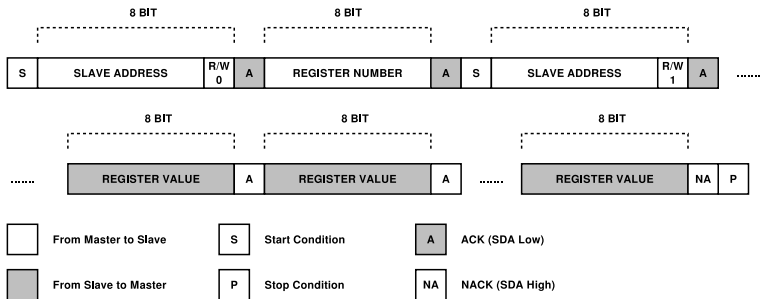 8 BIT 8 BIT 8 BIT
S SLAVE ADDRESS R/W 0 A REGISTER NUMBER A S SLAVE ADDRESS R/W 1 A .......
8 BIT 8 BIT 8 BIT
....... REGISTER VALUE A REGISTER VALUE A ....... REGISTER VALUE NA P
From Master to Slave S Start Condition A ACK (SDA Low)
From Slave to Master P Stop Condition NA NACK (SDA High)